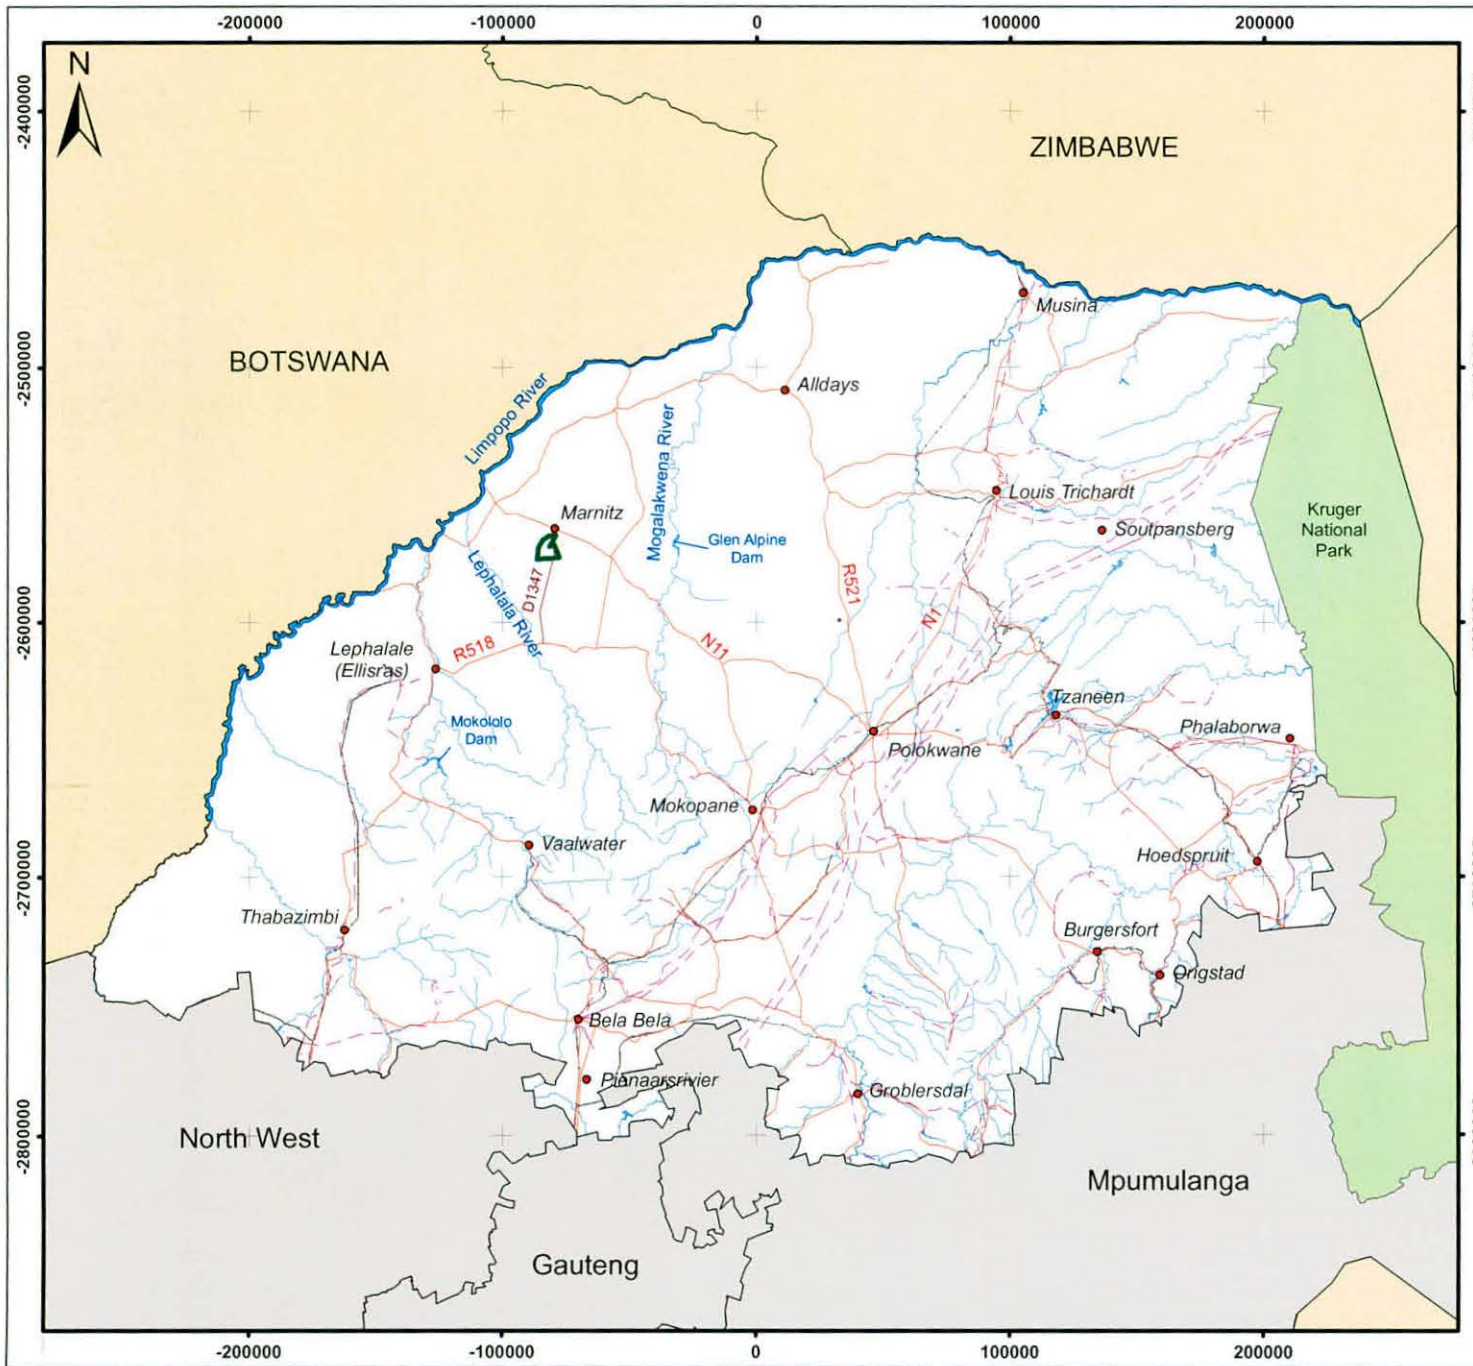 -200000
-100000
0
100000
200000
N
-2400000
ZIMBABWE
Musina
BOTSWANA
-2500000
Alldays
Limpopo River
Mogalakwena River
Louis Trichardt
Marnitz
Soutpansberg
Kruger
National
Park
Glen Alpine
Dam
Lephalala River
D1347
R521
N1
-2600000
Lephalale
(Ellisras)
R518
N11
Tzaneen
Mokololo
Dam
Phalaborwa
Polokwane
Mokopane
Vaalwater
Hoedspruit
-2700000
Thabazimbi
Burgersfort
Origstad
Bela Bela
Pienaarsrivier
Groblersdal
North West
-2800000
Mpumulanga
Gauteng
-200000
-100000
0
100000
200000